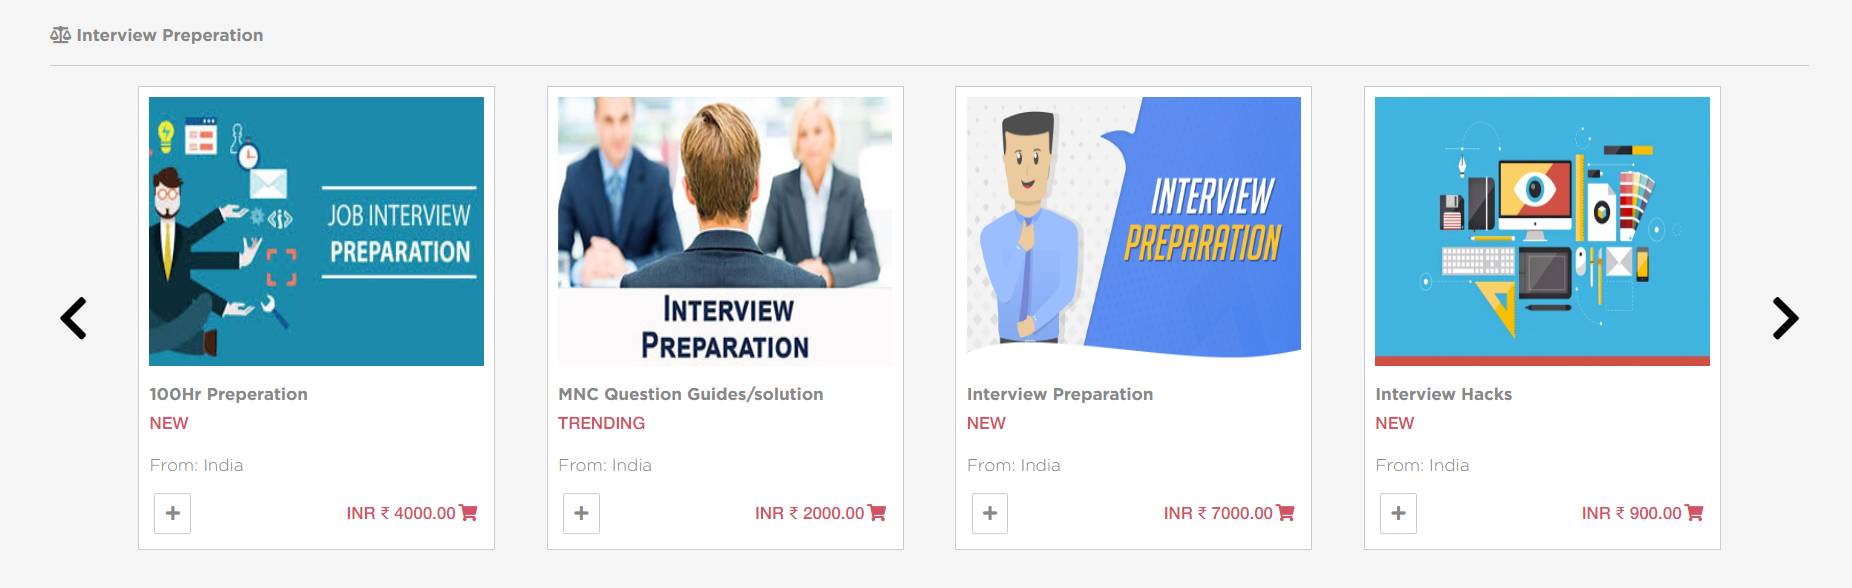 Interview Preperation
JOB INTERVIEW
PREPARATION
100Hr Preperation
NEW
From: India
+
INR ₹ 4000.00
INTERVIEW
PREPARATION
MNC Question Guides/solution
TRENDING
From: India
+
INR ₹ 2000.00
INTERVIEW
PREPARATION
Interview Preparation
NEW
From: India
+
INR ₹ 7000.00
Interview Hacks
NEW
From: India
+
INR ₹ 900.00